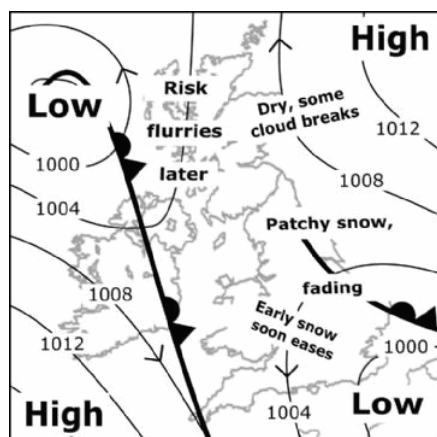 High
Low
Risk
flurries
later
Dry, some
cloud breaks
1012
1000
1008
1004
Patchy snow,
fading
1008
Early snow
soon eases
1012
1000
High
1004
Low